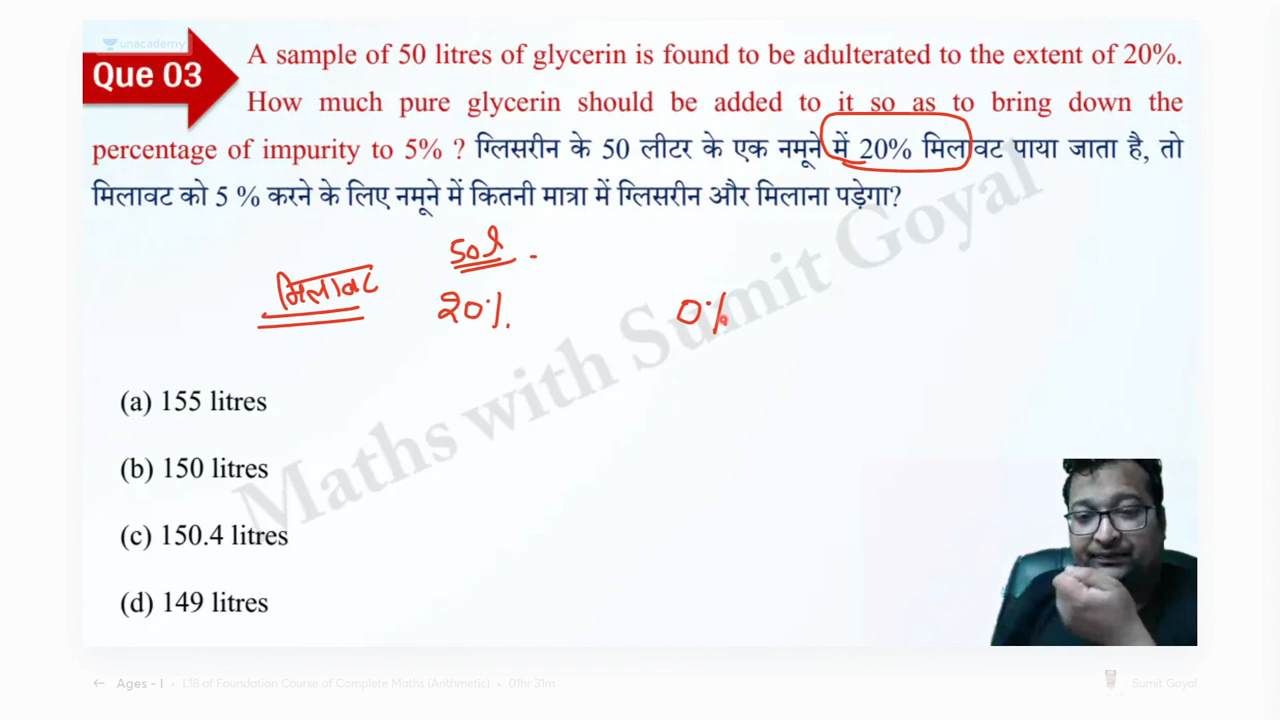 unacademy
Que 03
A sample of 50 litres of glycerin is found to be adulterated to the extent of 20%.
How much pure glycerin should be added to it so as to bring down the
percentage of impurity to 5% ? ग्लिसरीन के 50 लीटर के एक नमूने में 20% मिलावट पाया जाता है, तो
मिलावट को 5 % करने के लिए नमूने में कितनी मात्रा में ग्लिसरीन और मिलाना पड़ेगा?
50l
मिलावट 20% 0%
Maths with Sumit Goyal
(a) 155 litres
(b) 150 litres
(c) 150.4 litres
(d) 149 litres
← Ages - I • L18 of Foundation Course of Complete Maths (Arithmetic) • 01hr 31m
Sumit Goyal